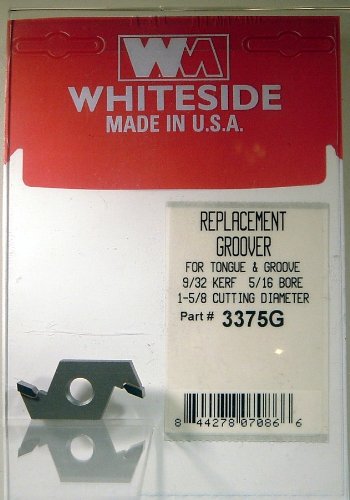 WM
WHITESIDE
MADE IN U.S.A.
REPLACEMENT
GROOVER
FOR TONGUE & GROOVE
9/32 KERF 5/16 BORE
1-5/8 CUTTING DIAMETER
Part # 3375G
8 44278 07086 6